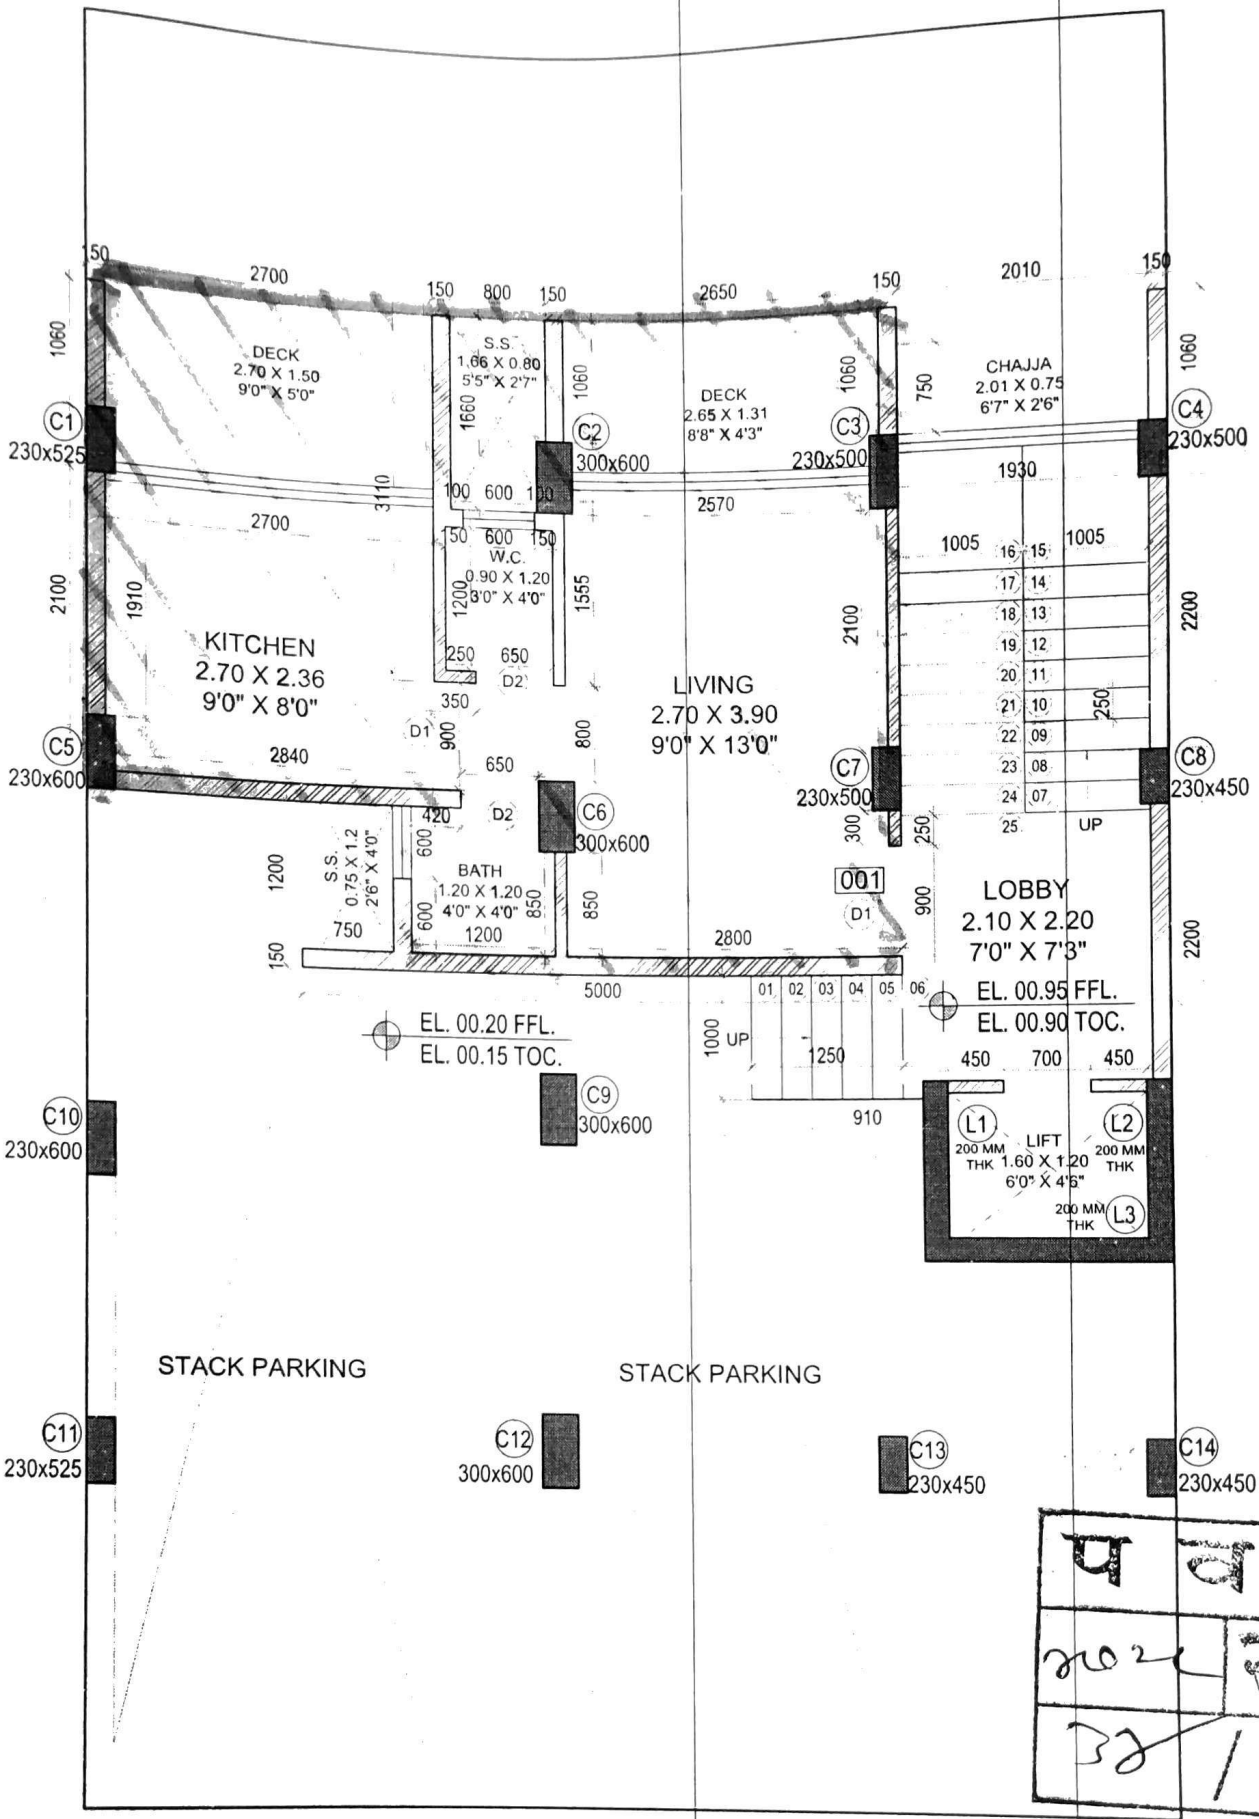 150
2700
150
800
150
2650
150
2010
150
1060
DECK
2.70 X 1.50
9'0" X 5'0"
S.S.
1.66 X 0.80
5'5" X 2'7"
1660
1060
DECK
2.65 X 1.31
8'8" X 4'3"
1060
750
CHAJJA
2.01 X 0.75
6'7" X 2'6"
1060
C1
230x525
C2
300x600
C3
230x500
C4
230x500
3110
100
600
100
2570
1930
2700
50
600
150
1005
1005
W.C.
0.90 X 1.20
3'0" X 4'0"
2100
1910
1200
1555
2100
2200
16 15
17 14
18 13
19 12
20 11
21 10
22 09
23 08
24 07
25
UP
250
KITCHEN
2.70 X 2.36
9'0" X 8'0"
250
650
D2
350
D1
900
800
LIVING
2.70 X 3.90
9'0" X 13'0"
C5
230x600
2840
650
C7
230x500
C8
230x450
420
D2
C6
300x600
300
250
1200
S.S.
0.75 X 1.2
2'6" X 4'0"
600
BATH
1.20 X 1.20
4'0" X 4'0"
600
850
850
001
D1
900
LOBBY
2.10 X 2.20
7'0" X 7'3"
2200
150
750
1200
2800
5000
01 02 03 04 05 06
EL. 00.20 FFL.
EL. 00.15 TOC.
EL. 00.95 FFL.
EL. 00.90 TOC.
1000
UP
1250
450
700
450
910
C10
230x600
C9
300x600
L1
200 MM
THK
LIFT
1.60 X 1.20
6'0" X 4'6"
L2
200 MM
THK
200 MM
THK
L3
STACK PARKING
STACK PARKING
C11
230x525
C12
300x600
C13
230x450
C14
230x450